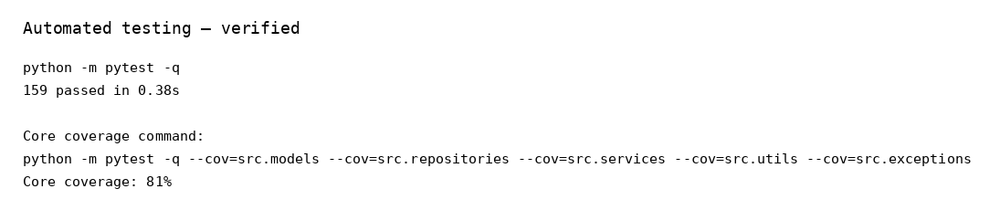 Automated testing — verified
python -m pytest -q
159 passed in 0.38s
Core coverage command:
python -m pytest -q --cov=src.models --cov=src.repositories --cov=src.services --cov=src.utils --cov=src.exceptions
Core coverage: 81%